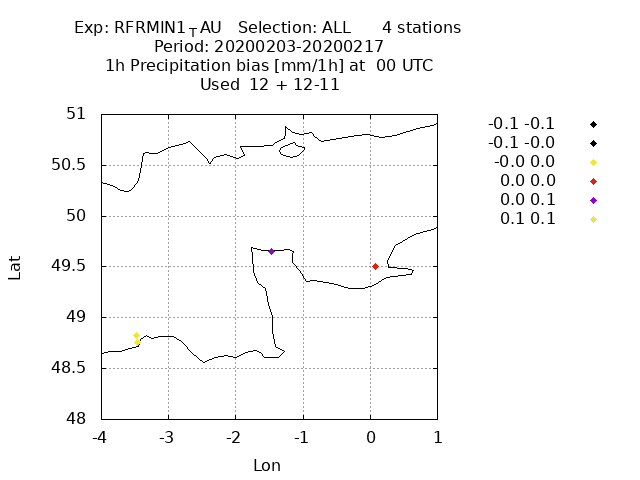 Exp: RFRMIN1TAU   Selection: ALL      4 stations
Period: 20200203-20200217
1h Precipitation bias [mm/1h] at  00 UTC
Used  12 + 12-11
51
50.5
50
49.5
49
48.5
48
-4 -3 -2 -1 0 1
Lat
Lon
-0.1 -0.1
-0.1 -0.0
-0.0 0.0
0.0 0.0
0.0 0.1
0.1 0.1